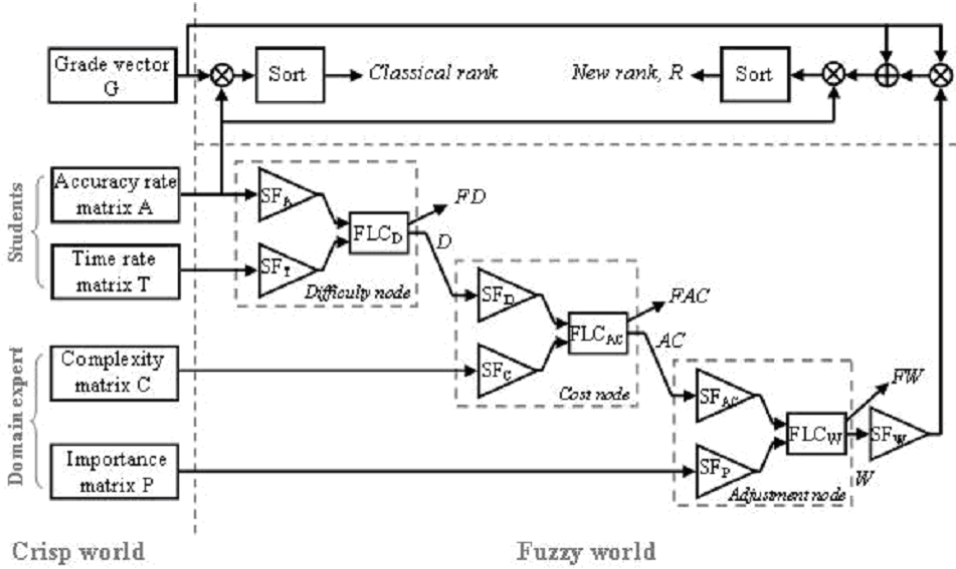 Grade vector
G
Sort
Classical rank
New rank, R
Sort
Students
Accuracy rate
matrix A
Time rate
matrix T
SF_A
SF_T
FLC_D
FD
D
Difficulty node
Domain expert
Complexity
matrix C
Importance
matrix P
SF_D
SF_C
FLC_AC
FAC
AC
Cost node
SF_AC
SF_P
FLC_W
FW
SF_W
W
Adjustment node
Crisp world
Fuzzy world